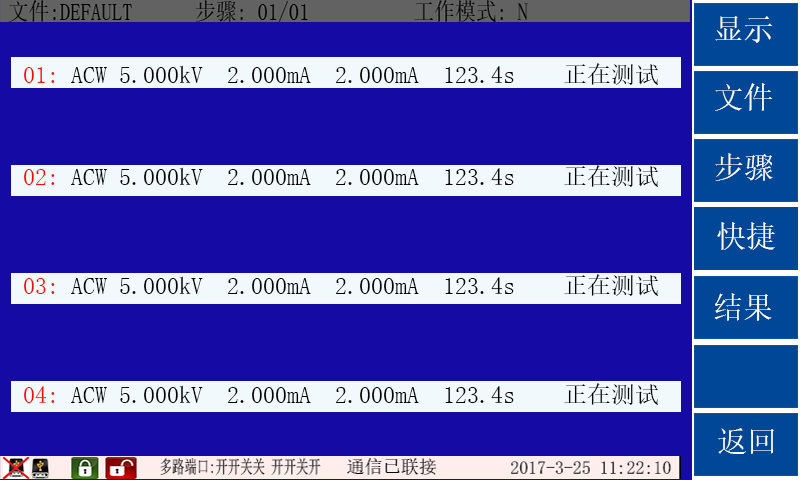 文件:DEFAULT 步骤: 01/01 工作模式: N
显示
01: ACW 5.000kV 2.000mA 2.000mA 123.4s 正在测试
文件
步骤
02: ACW 5.000kV 2.000mA 2.000mA 123.4s 正在测试
快捷
03: ACW 5.000kV 2.000mA 2.000mA 123.4s 正在测试
结果
04: ACW 5.000kV 2.000mA 2.000mA 123.4s 正在测试
返回
多路端口:开开关关 开开关开 通信已联接 2017-3-25 11:22:10